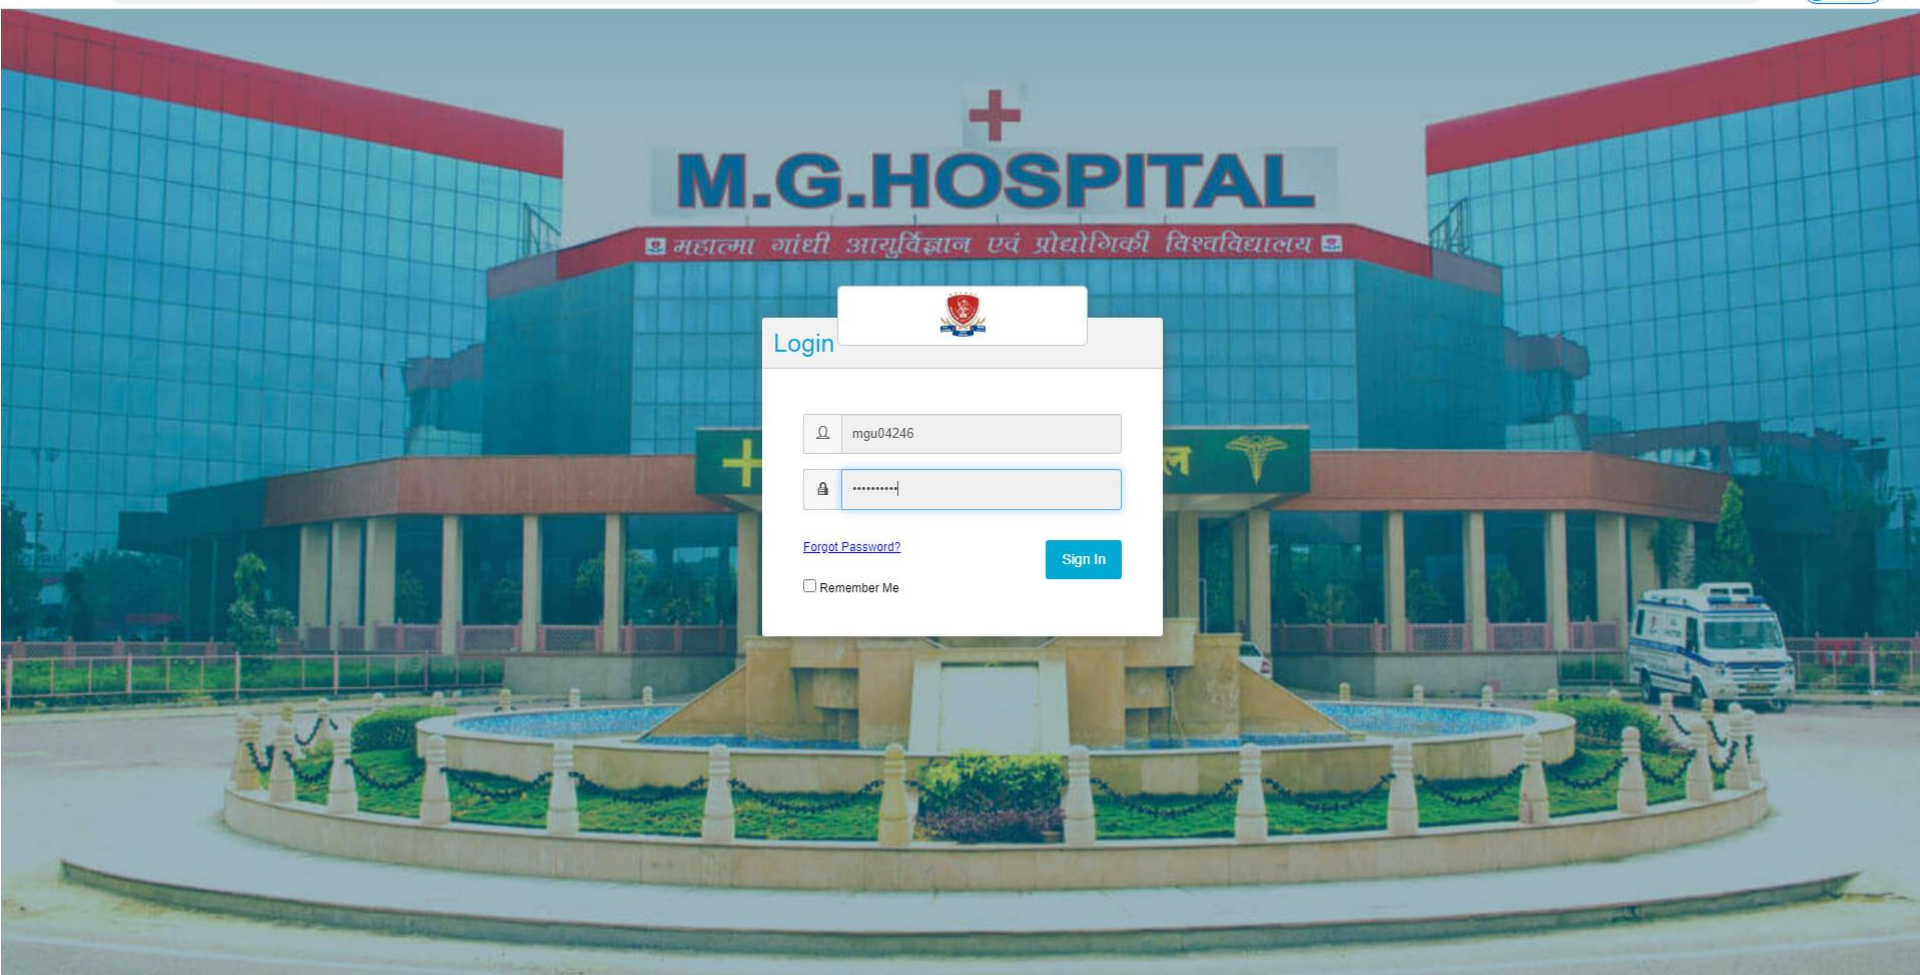 M.G.HOSPITAL
महात्मा गांधी आयुर्विज्ञान एवं प्रोद्योगिकी विश्वविद्यालय
Login
mgu04246
••••••••••
Forgot Password?
Sign In
Remember Me